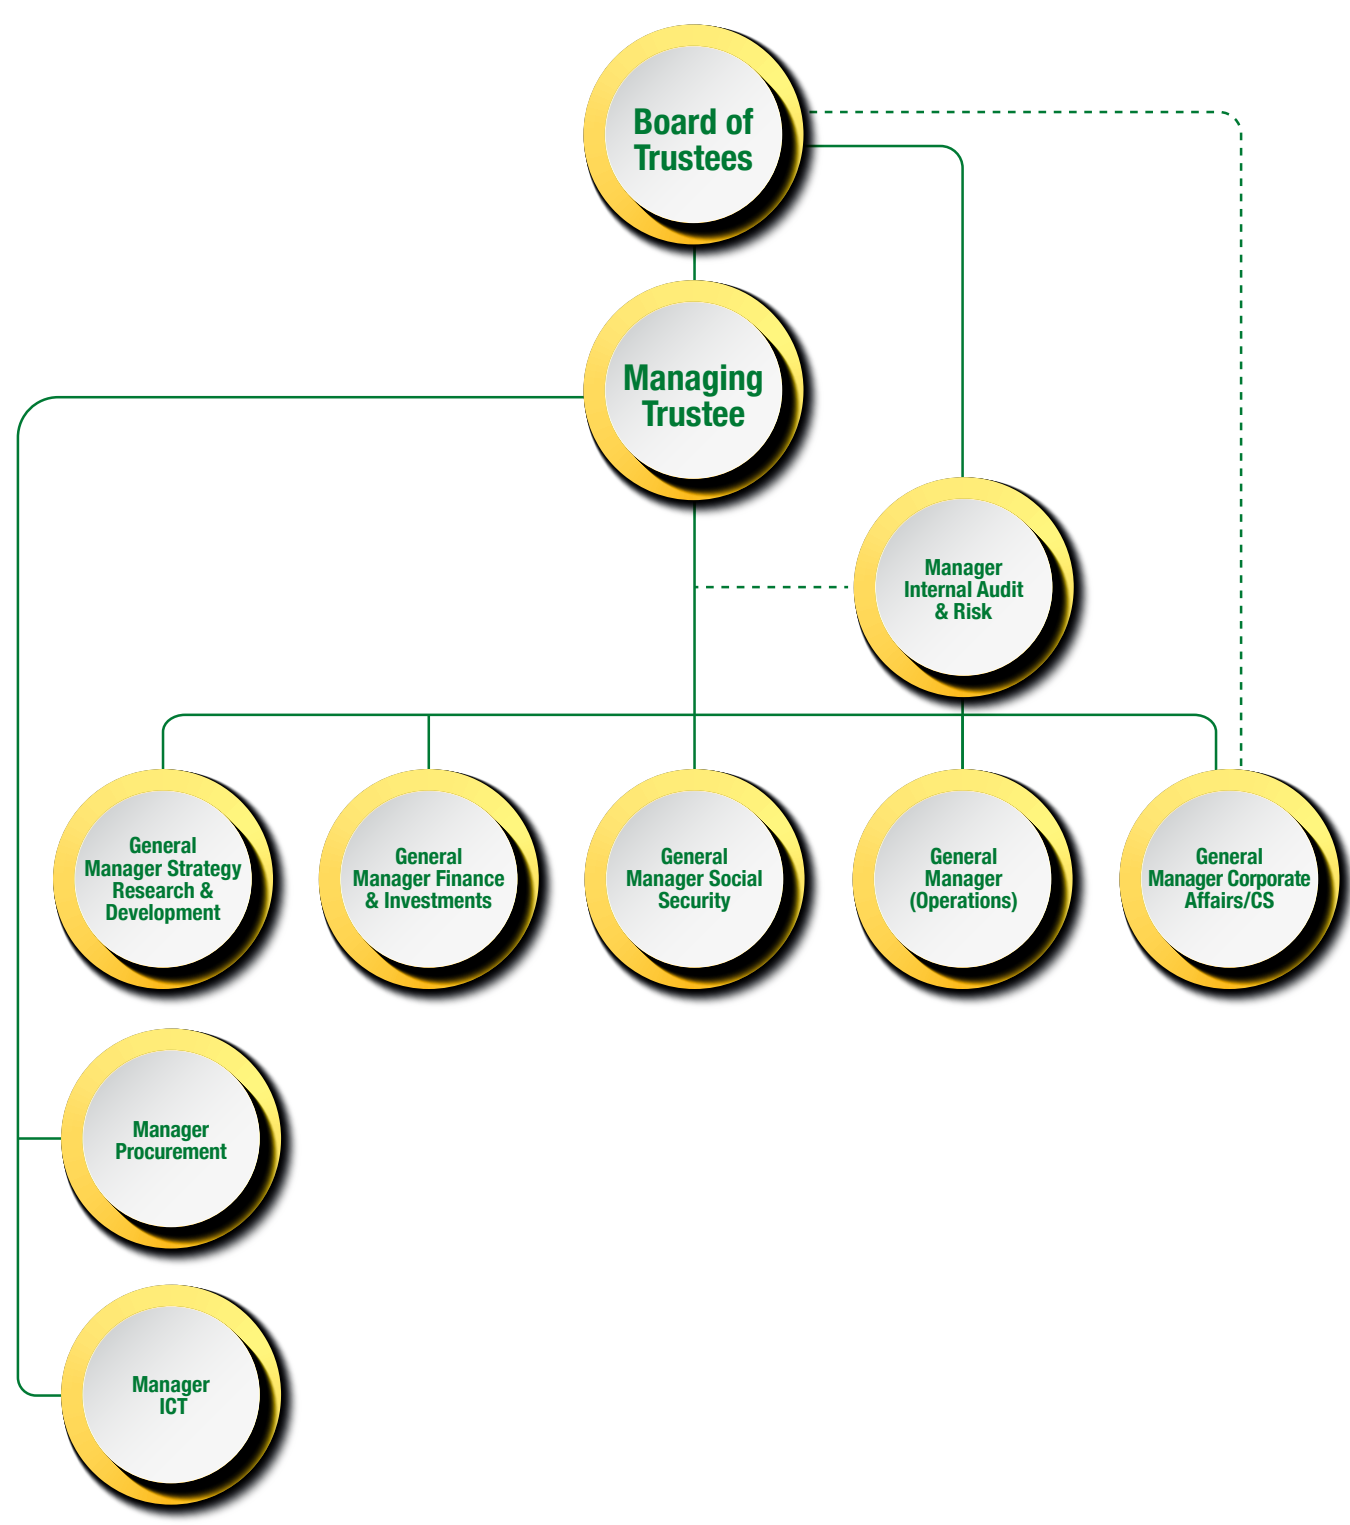 Board of
Trustees
Managing
Trustee
Manager
Internal Audit
& Risk
General
Manager Strategy
Research &
Development
General
Manager Finance
& Investments
General
Manager Social
Security
General
Manager
(Operations)
General
Manager Corporate
Affairs/CS
Manager
Procurement
Manager
ICT